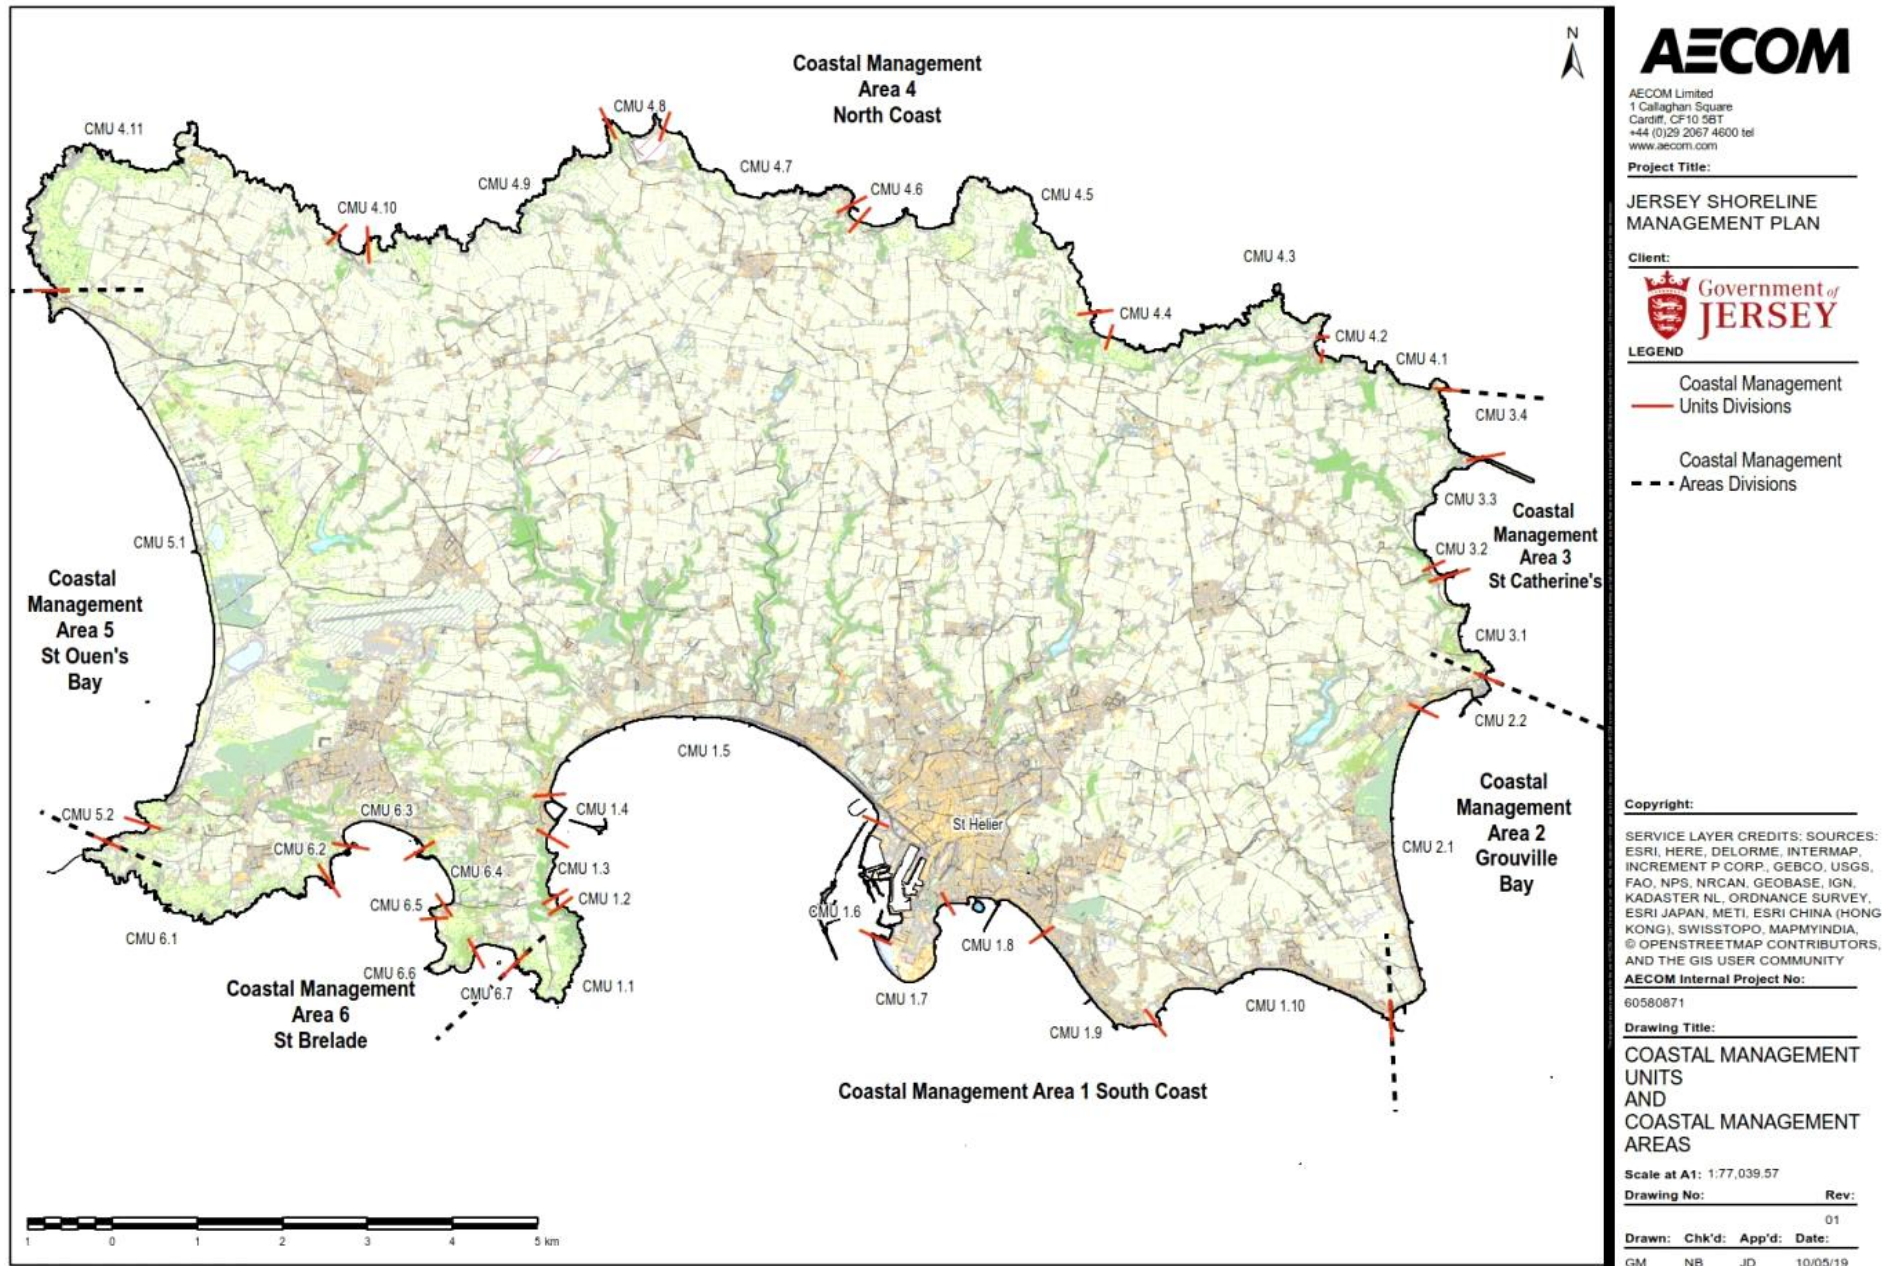 Coastal Management
Area 4
North Coast
N
CMU 4.8
CMU 4.11
CMU 4.7
CMU 4.9
CMU 4.6
CMU 4.5
CMU 4.10
CMU 4.3
CMU 4.4
CMU 4.2
CMU 4.1
CMU 3.4
CMU 3.3
Coastal
Management
Area 3
St Catherine's
CMU 3.2
CMU 3.1
CMU 5.1
Coastal
Management
Area 5
St Ouen's
Bay
CMU 2.2
CMU 1.5
Coastal
Management
Area 2
Grouville
Bay
CMU 2.1
CMU 5.2
CMU 6.3
CMU 1.4
St Helier
CMU 6.2
CMU 6.4
CMU 1.3
CMU 6.5
CMU 1.2
CMU 1.6
CMU 6.1
CMU 1.8
CMU 6.6
CMU 6.7
CMU 1.1
CMU 1.7
CMU 1.10
CMU 1.9
Coastal Management
Area 6
St Brelade
Coastal Management Area 1 South Coast
1 0 1 2 3 4 5 km
AECOM
AECOM Limited
1 Callaghan Square
Cardiff, CF10 5BT
+44 (0)29 2067 4600 tel
www.aecom.com
Project Title:
JERSEY SHORELINE
MANAGEMENT PLAN
Client:
Government of
JERSEY
LEGEND
Coastal Management
Units Divisions
Coastal Management
Areas Divisions
Copyright:
SERVICE LAYER CREDITS: SOURCES:
ESRI, HERE, DELORME, INTERMAP,
INCREMENT P CORP., GEBCO, USGS,
FAO, NPS, NRCAN, GEOBASE, IGN,
KADASTER NL, ORDNANCE SURVEY,
ESRI JAPAN, METI, ESRI CHINA (HONG
KONG), SWISSTOPO, MAPMYINDIA,
© OPENSTREETMAP CONTRIBUTORS,
AND THE GIS USER COMMUNITY
AECOM Internal Project No:
60580871
Drawing Title:
COASTAL MANAGEMENT
UNITS
AND
COASTAL MANAGEMENT
AREAS
Scale at A1: 1:77,039.57
Drawing No: Rev:
01
Drawn: Chk'd: App'd: Date:
GM NB JD 10/05/19